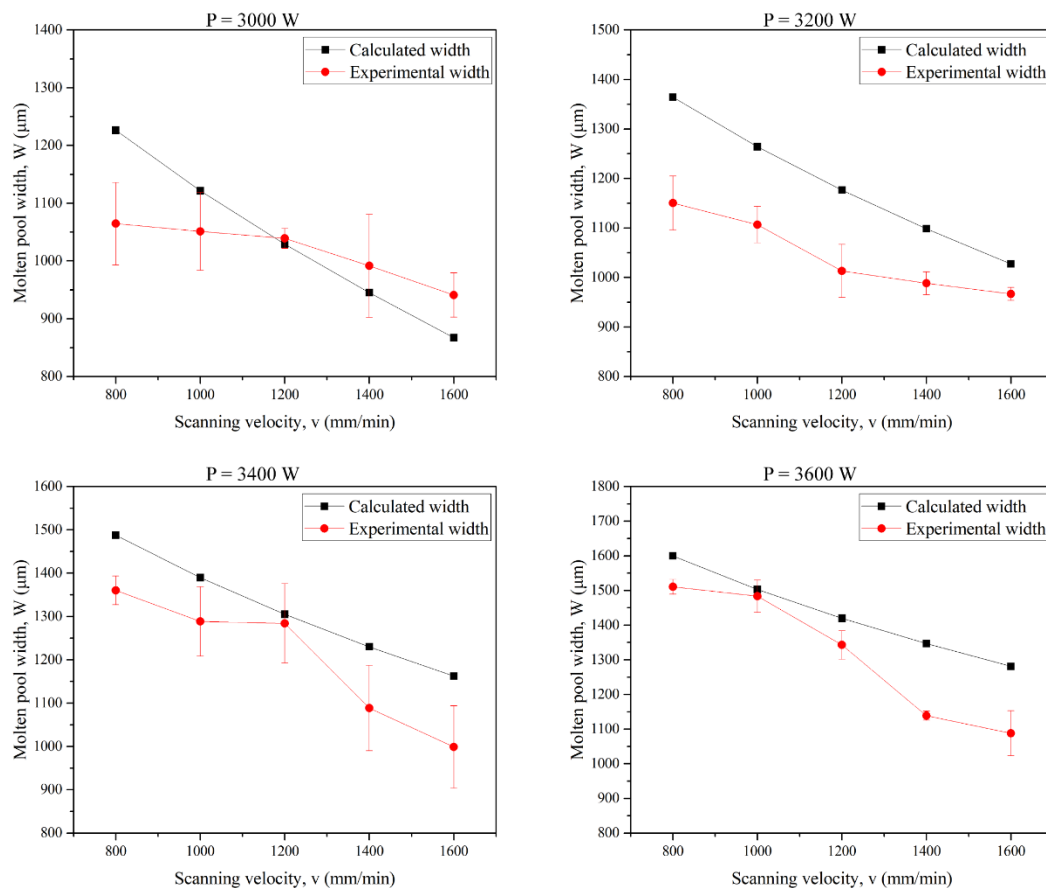 P = 3000 W
1400
1300
1200
1100
1000
900
800
Molten pool width, W (μm)
Calculated width
Experimental width
800 1000 1200 1400 1600
Scanning velocity, v (mm/min)
P = 3200 W
1500
1400
1300
1200
1100
1000
900
800
Molten pool width, W (μm)
Calculated width
Experimental width
800 1000 1200 1400 1600
Scanning velocity, v (mm/min)
P = 3400 W
1600
1500
1400
1300
1200
1100
1000
900
800
Molten pool width, W (μm)
Calculated width
Experimental width
800 1000 1200 1400 1600
Scanning velocity, v (mm/min)
P = 3600 W
1800
1700
1600
1500
1400
1300
1200
1100
1000
900
800
Molten pool width, W (μm)
Calculated width
Experimental width
800 1000 1200 1400 1600
Scanning velocity, v (mm/min)